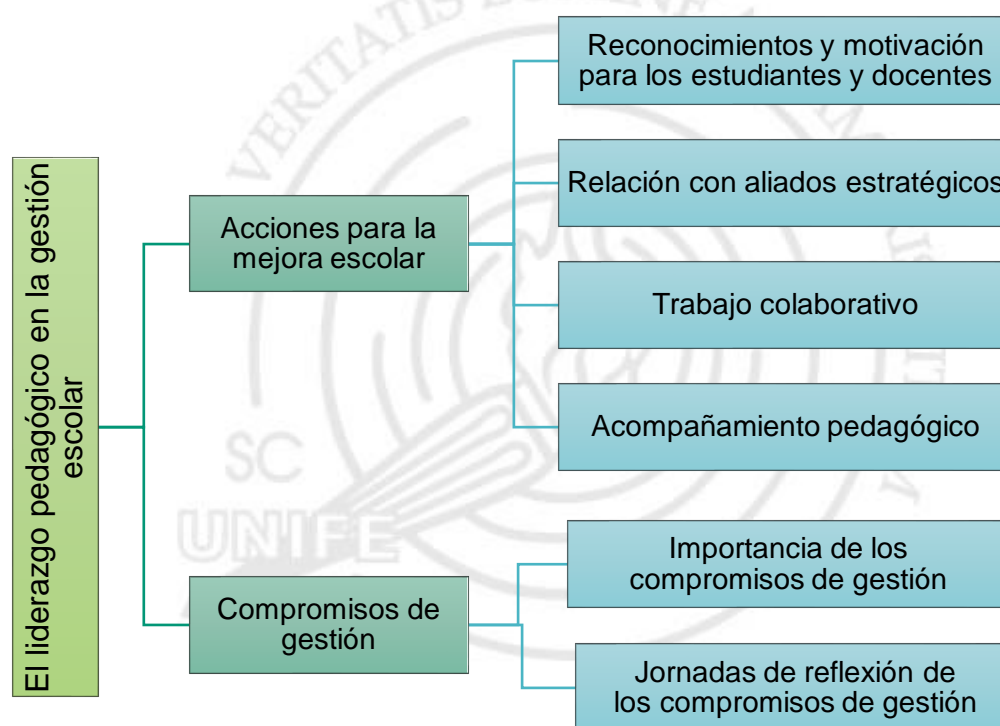 El liderazgo pedagógico en la gestión
escolar
Acciones para la
mejora escolar
Reconocimientos y motivación
para los estudiantes y docentes
Relación con aliados estratégicos
Trabajo colaborativo
Acompañamiento pedagógico
Compromisos de
gestión
Importancia de los
compromisos de gestión
Jornadas de reflexión de
los compromisos de gestión
VERITATIS
SC
UNIFE